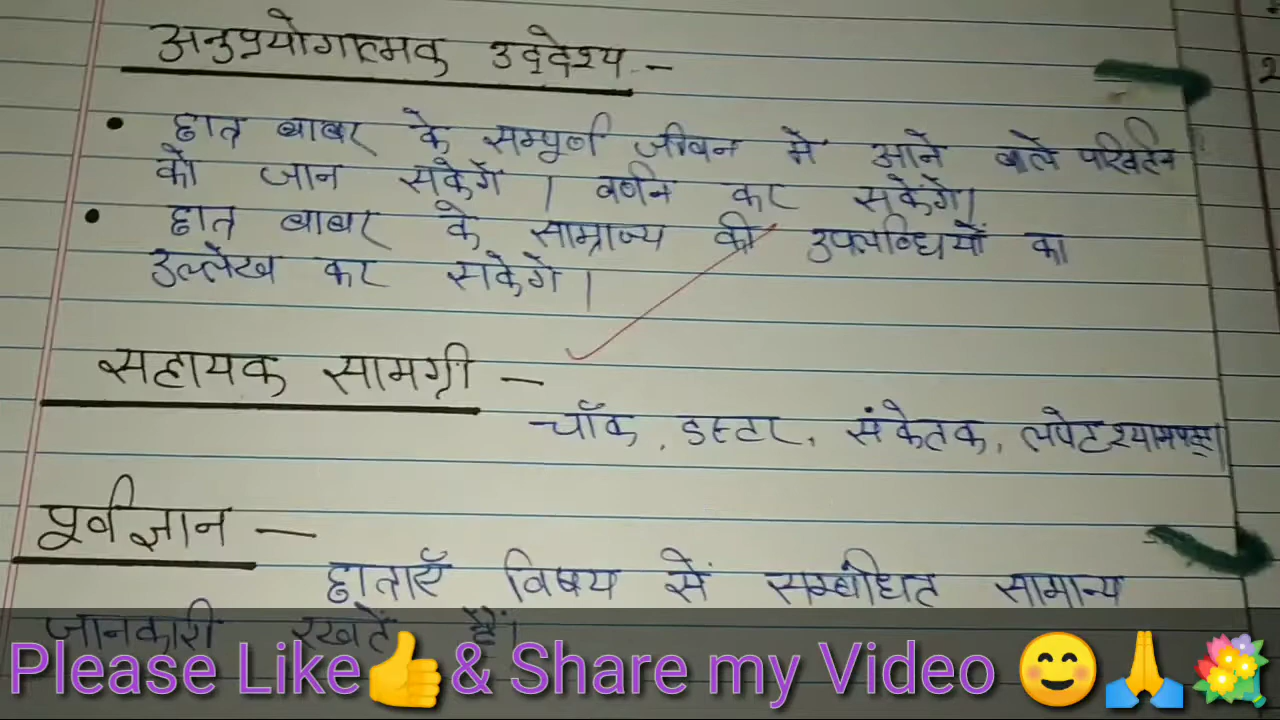 अनुप्रयोगात्मक उद्देश्य -
• छात्र बाबर के सम्पूर्ण जीवन में आने वाले परिवर्तन
को जान सकेगें । वर्णन कर सकेंगे।
• छात्र बाबर के साम्राज्य की उपलब्धियों का
उल्लेख कर सकेगे ।
सहायक सामग्री -
चॉक, डस्टर, संकेतक, लपेटश्यामपट्ट।
पूर्वज्ञान -
छात्राएँ विषय सें सम्बंधित सामान्य
जानकारी रखतें हैं।
Please Like👍& Share my Video 😊🙏💐